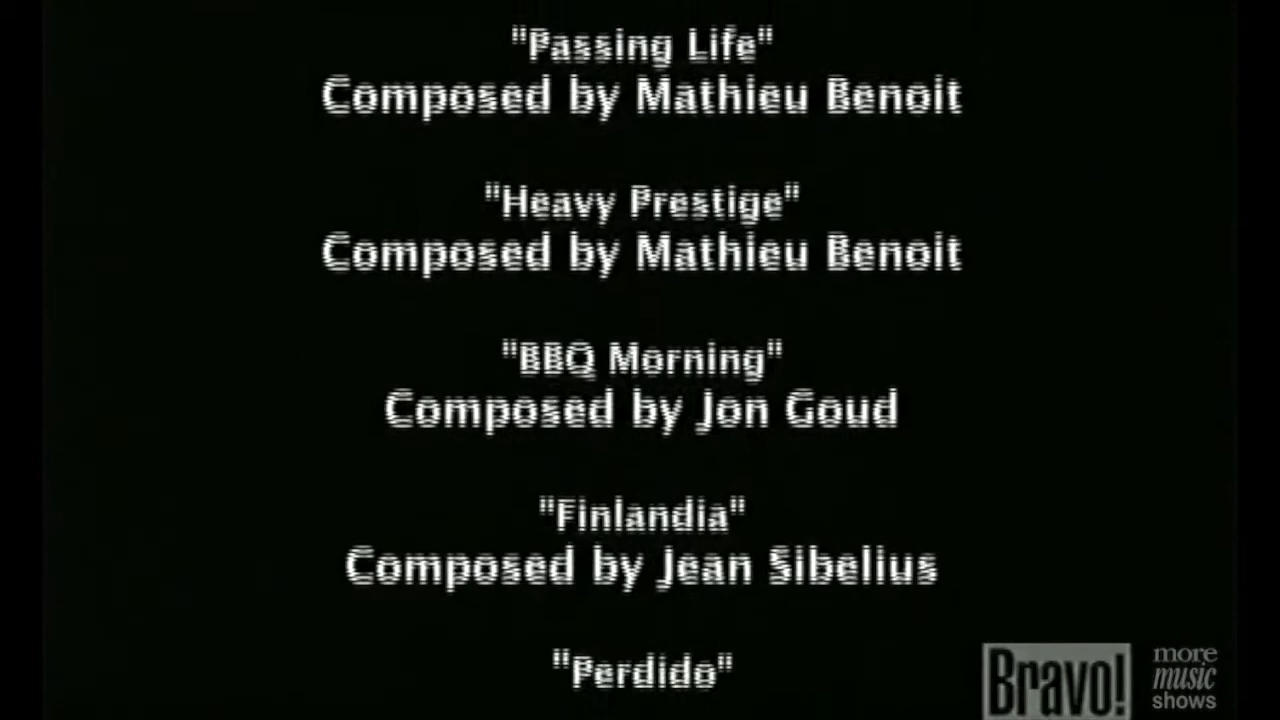 "Passing Life"
Composed by Mathieu Benoit
"Heavy Prestige"
Composed by Mathieu Benoit
"BBQ Morning"
Composed by Jon Goud
"Finlandia"
Composed by Jean Sibelius
"Perdido"
Bravo!
more
music
shows